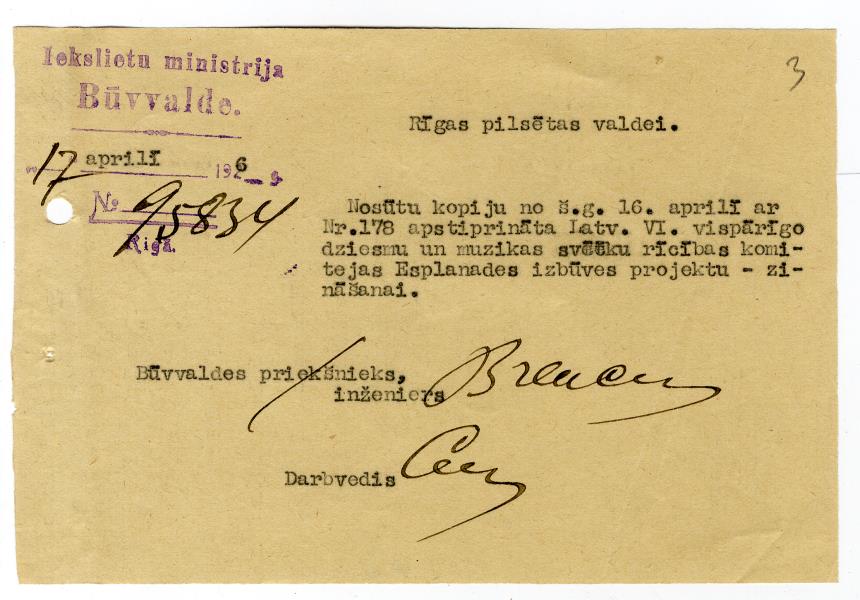 3
Iekšlietu ministrija
Būvvalde.
"17 aprilī 1926 g.
№ 95834
Rīgā.
Rīgas pilsētas valdei.
Nosūtu kopiju no š.g. 16. aprilī ar
Nr.178 apstiprināta Latv. VI. vispārīgo
dziesmu un muzikas svētku rīcības komi-
tejas Esplanades izbūves projektu - zi-
nāšanai.
Būvvaldes priekšnieks,
inženiers
Darbvedis